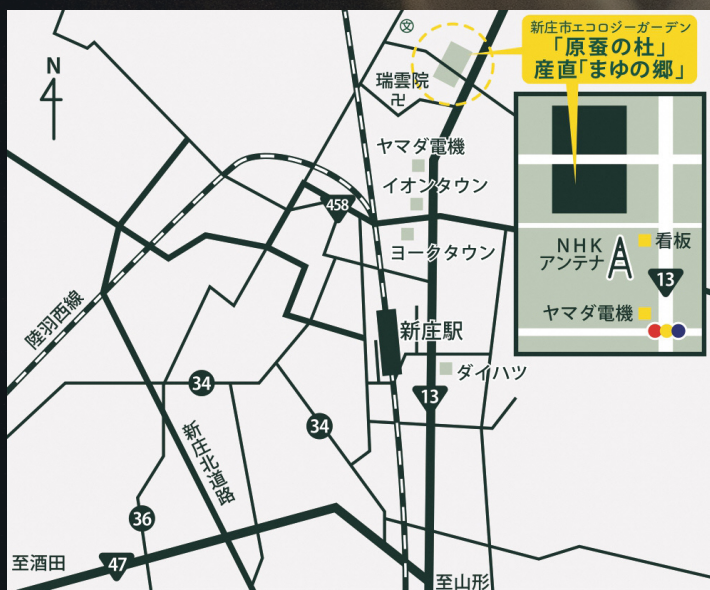 新庄市エコロジーガーデン
「原蚕の杜」
産直「まゆの郷」
文
N
瑞雲院
卍
ヤマダ電機
イオンタウン
458
ヨークタウン
NHK
アンテナ
看板
13
ヤマダ電機
陸羽西線
新庄駅
ダイハツ
34
13
34
新庄北道路
36
至酒田
47
至山形